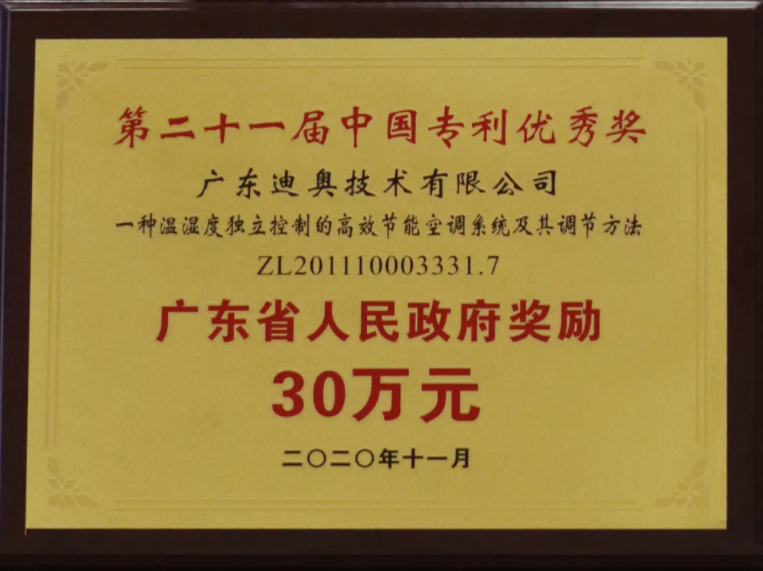 第二十一届中国专利优秀奖
广东迪奥技术有限公司
一种温湿度独立控制的高效节能空调系统及其调节方法
ZL201110003331.7
广东省人民政府奖励
30万元
二〇二〇年十一月